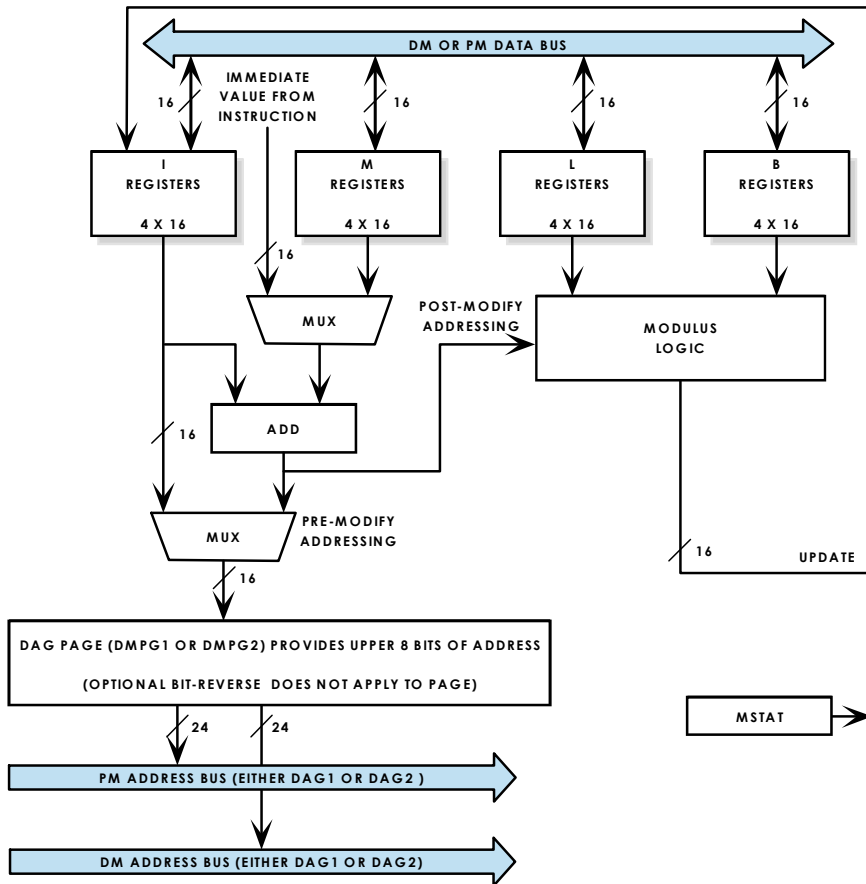 DM OR PM DATA BUS
IMMEDIATE
VALUE FROM
INSTRUCTION
16
16
16
16
I
REGISTERS
4 X 16
M
REGISTERS
4 X 16
L
REGISTERS
4 X 16
B
REGISTERS
4 X 16
16
MUX
POST-MODIFY
ADDRESSING
MODULUS
LOGIC
ADD
16
MUX
PRE-MODIFY
ADDRESSING
16
16
UPDATE
DAG PAGE (DMPG1 OR DMPG2) PROVIDES UPPER 8 BITS OF ADDRESS
(OPTIONAL BIT-REVERSE DOES NOT APPLY TO PAGE)
24
24
MSTAT
PM ADDRESS BUS (EITHER DAG1 OR DAG2 )
DM ADDRESS BUS (EITHER DAG1 OR DAG2)